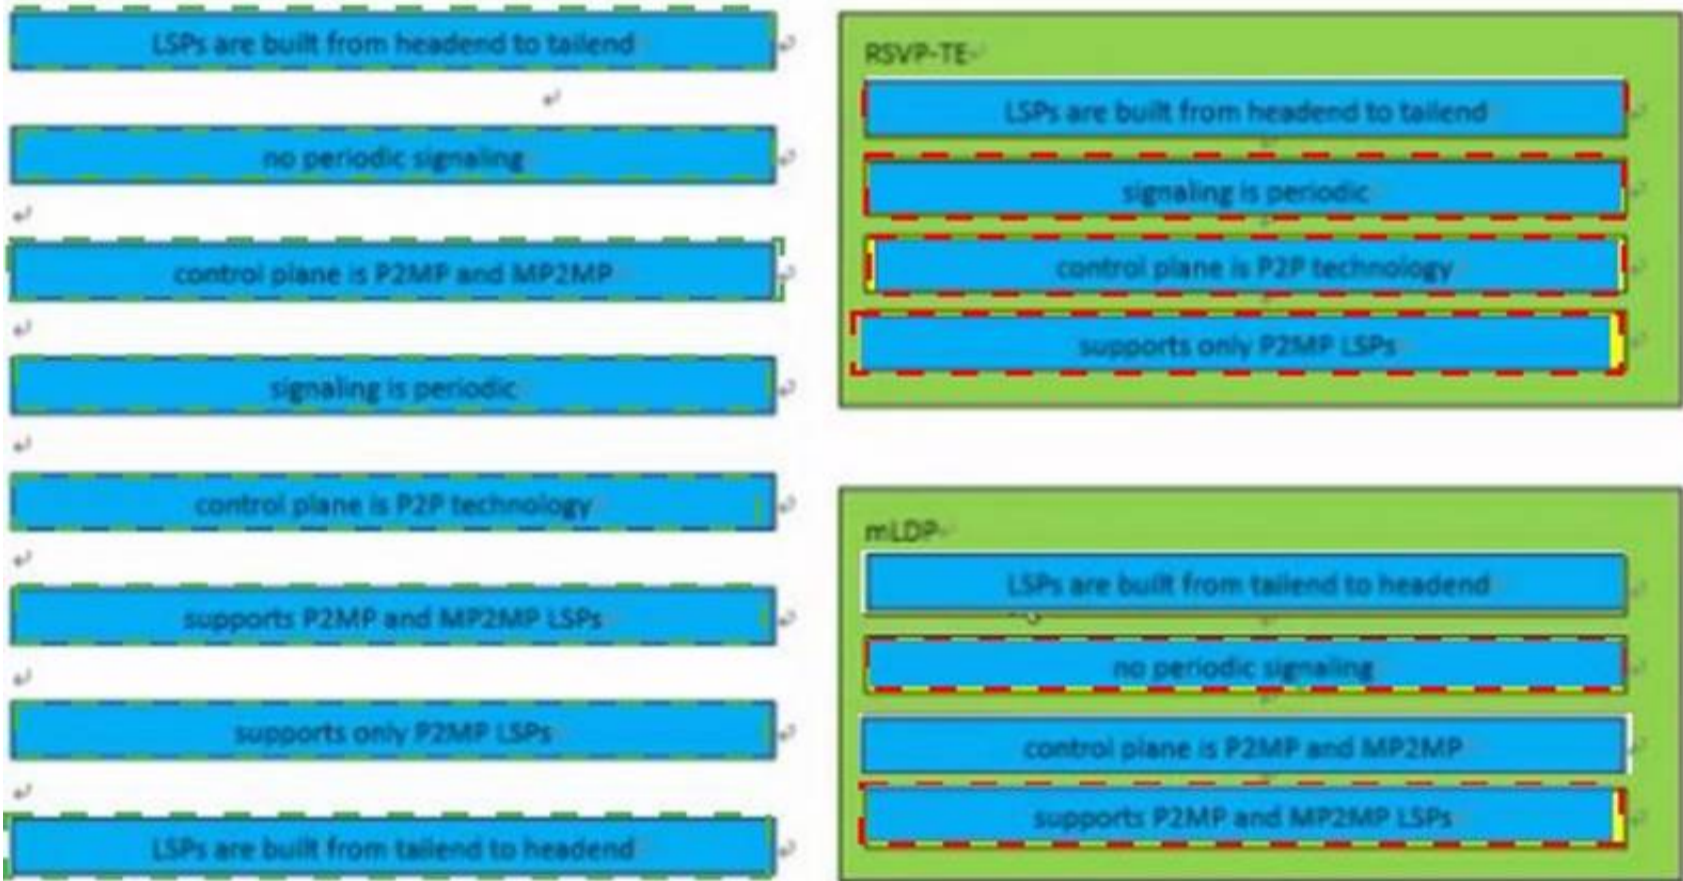 LSPs are built from headend to tailend
no periodic signaling
control plane is P2MP and MP2MP
signaling is periodic
control plane is P2P technology
supports P2MP and MP2MP LSPs
supports only P2MP LSPs
LSPs are built from tailend to headend
RSVP-TE
LSPs are built from headend to tailend
signaling is periodic
control plane is P2P technology
supports only P2MP LSPs
mLDP
LSPs are built from tailend to headend
no periodic signaling
control plane is P2MP and MP2MP
supports P2MP and MP2MP LSPs